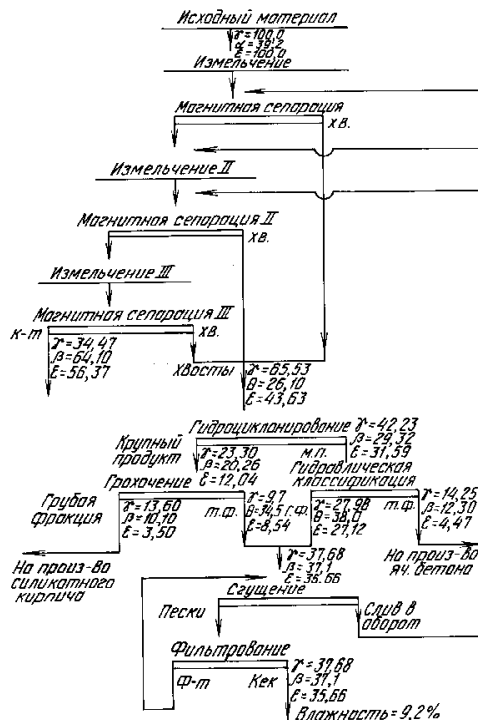 Исходный материал
γ=100,0
α=39,2
ε=100,0
Измельчение
Магнитная сепарация
хв.
Измельчение II
Магнитная сепарация II
хв.
Измельчение III
Магнитная сепарация III
к-т
хв.
γ=34,47
β=64,10
ε=56,37
Хвосты
γ=65,53
θ=26,10
ε=43,63
Гидроциклонирование
γ=42,23
β=29,32
ε=31,59
Крупный продукт
γ=23,30
β=20,26
ε=12,04
м.п.
Грохочение
Гидравлическая классификация
Грубая фракция
γ=13,60
β=10,10
ε=3,50
т.ф.
γ=9,7
θ=34,5
ε=8,54
г.ф.
γ=27,98
θ=38,0
ε=27,12
т.ф.
γ=14,25
β=12,30
ε=4,47
На произ-во силикатного кирпича
γ=37,68
β=37,1
ε=36.66
На произ-во яч. бетона
Сгущение
Пески
Слив в оборот
Фильтрование
Ф-т
Кек
γ=37,68
β=37,1
ε=35,66
Влажность=9,2%